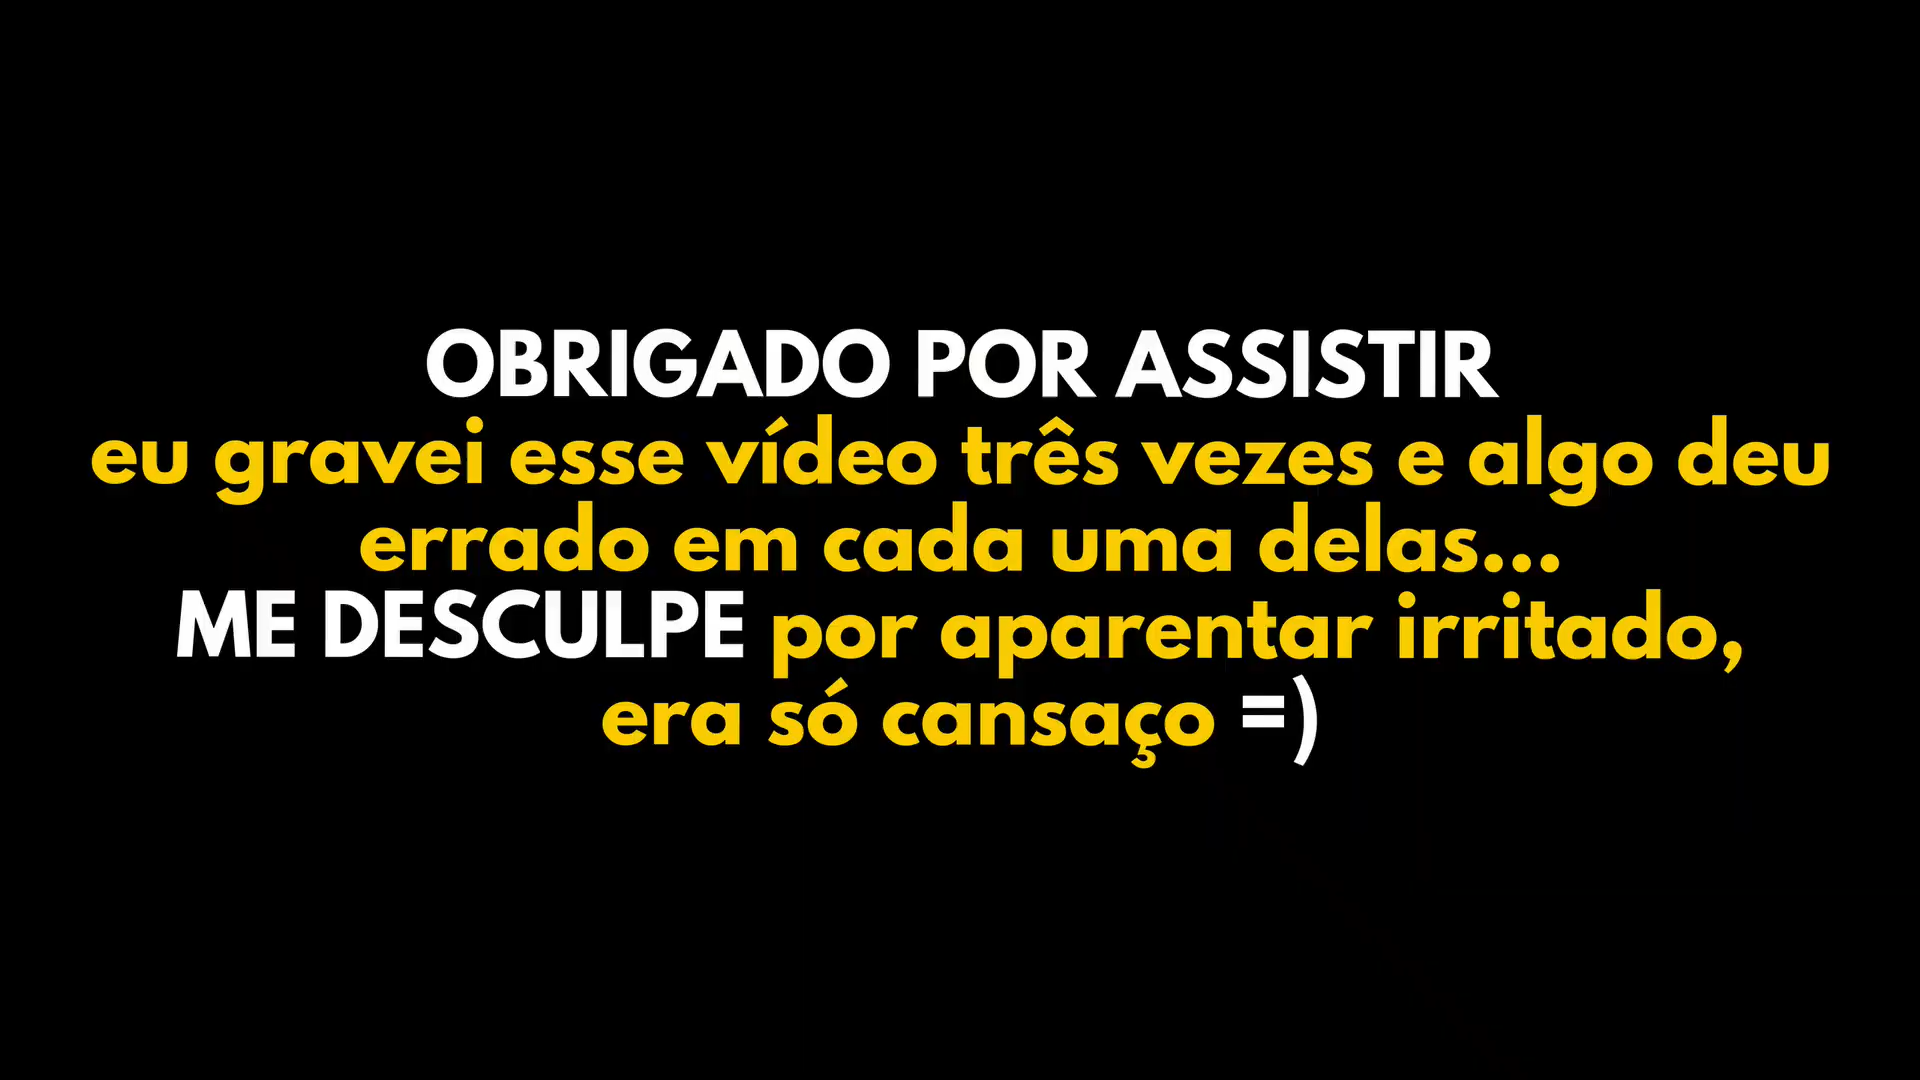 OBRIGADO POR ASSISTIR
eu gravei esse vídeo três vezes e algo deu
errado em cada uma delas...
ME DESCULPE por aparentar irritado,
era só cansaço =)